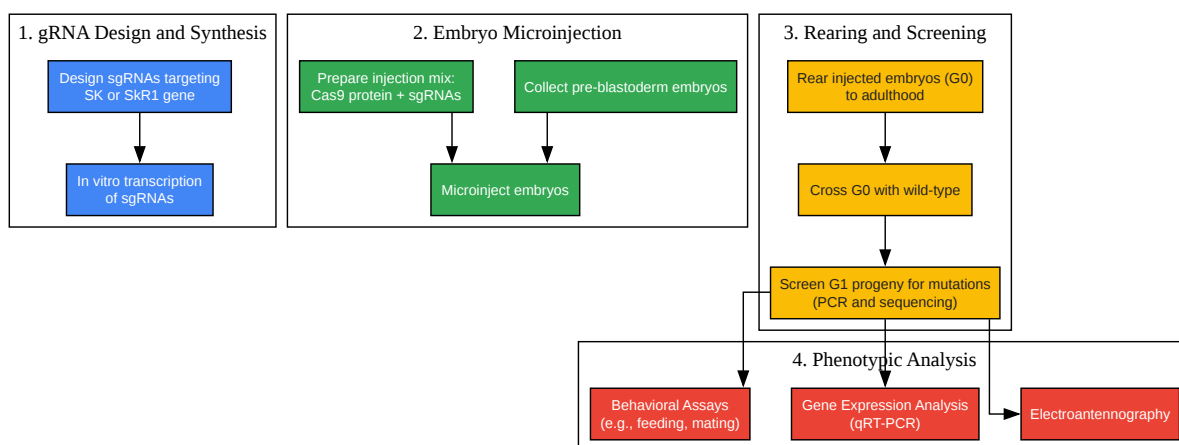 1. gRNA Design and Synthesis
Design sgRNAs targeting
SK or SkR1 gene
In vitro transcription
of sgRNAs
2. Embryo Microinjection
Prepare injection mix:
Cas9 protein + sgRNAs
Collect pre-blastoderm embryos
Microinject embryos
3. Rearing and Screening
Rear injected embryos (G0)
to adulthood
Cross G0 with wild-type
Screen G1 progeny for mutations
(PCR and sequencing)
4. Phenotypic Analysis
Behavioral Assays
(e.g., feeding, mating)
Gene Expression Analysis
(qRT-PCR)
Electroantennography